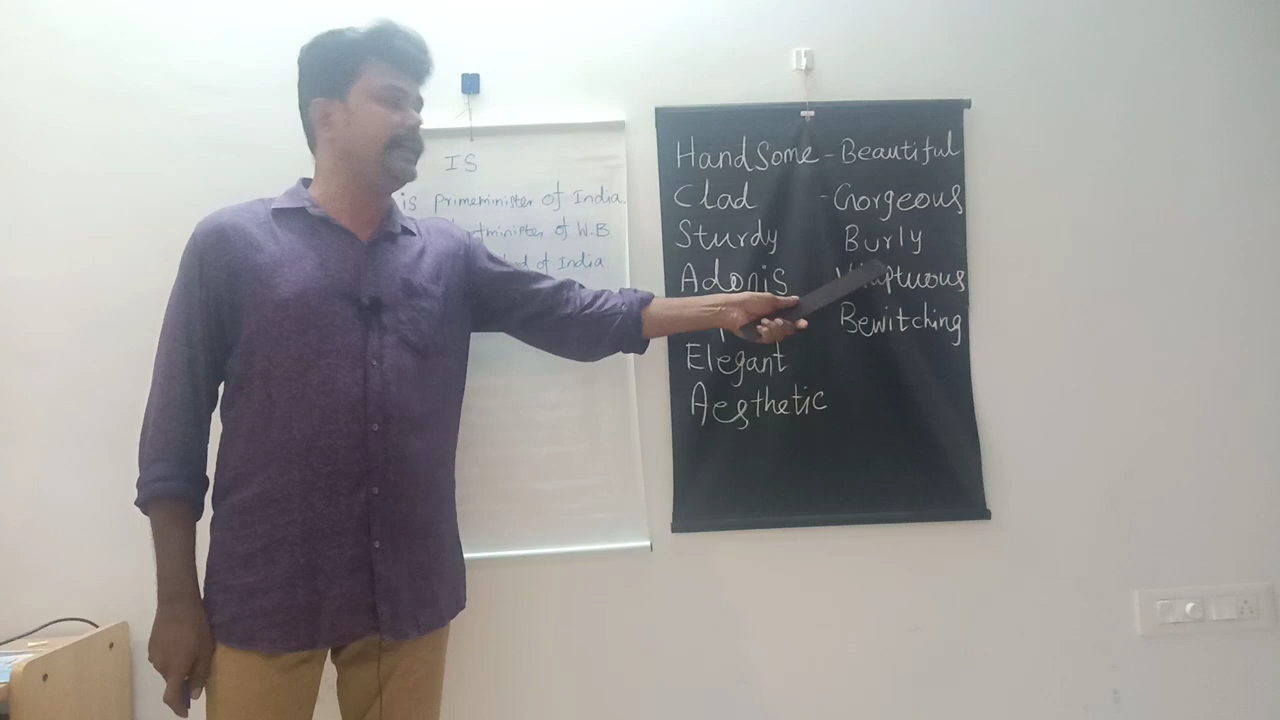 IS
is primeminister of India
minister of W.B.
of India
Handsome - Beautiful
Clad - Gorgeous
Sturdy Burly
Adonis
Bewitching
Elegant
Aesthetic